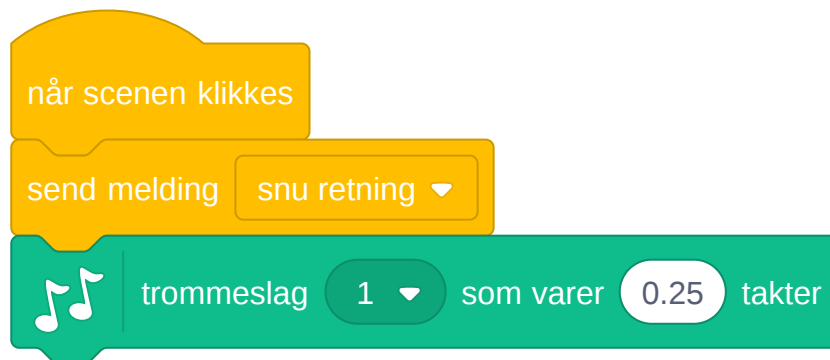 når scenen klikkes
send melding snu retning
trommeslag 1 som varer 0.25 takter